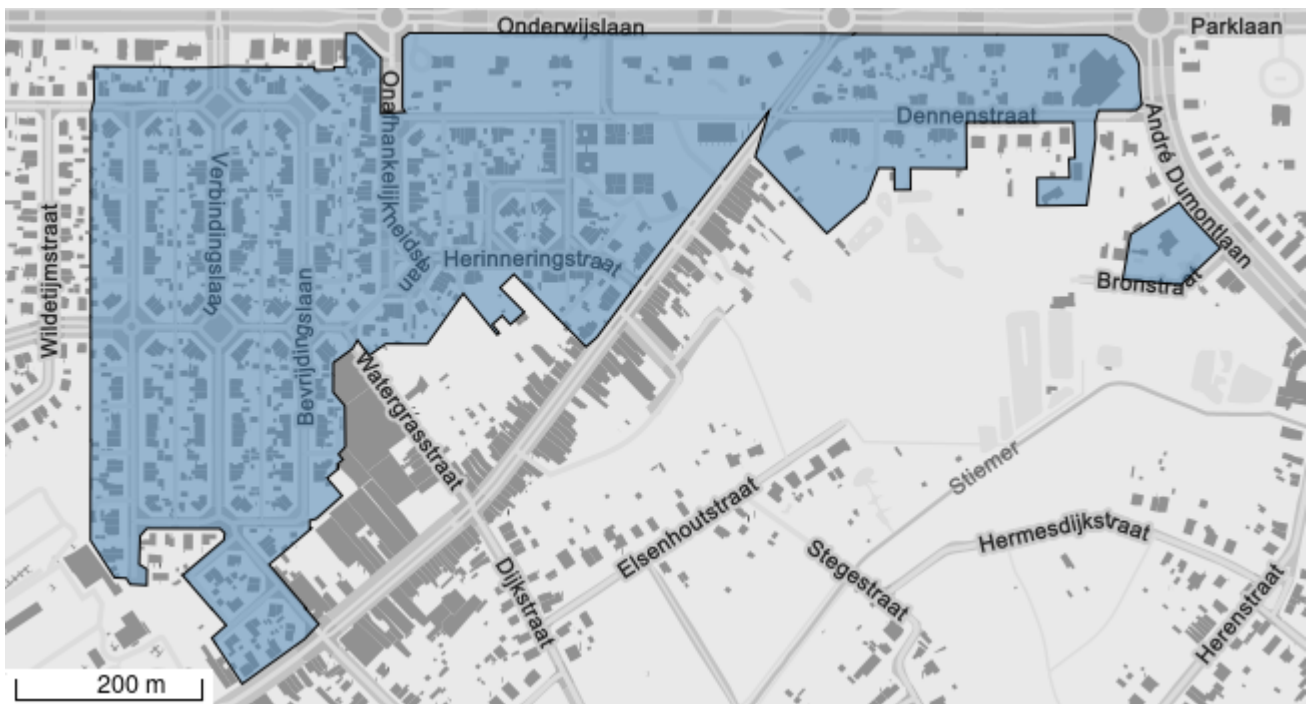 Onderwijslaan
Parklaan
Onafhankelijkheidslaan
Dennenstraat
André Dumontlaan
Verbindingslaan
Herinneringstraat
Bronstraat
Wildetijmstraat
Bevrijdingslaan
Watergrasstraat
Stiemer
Elsenhoutstraat
Hermesdijkstraat
Stegestraat
Dijkstraat
Herenstraat
200 m